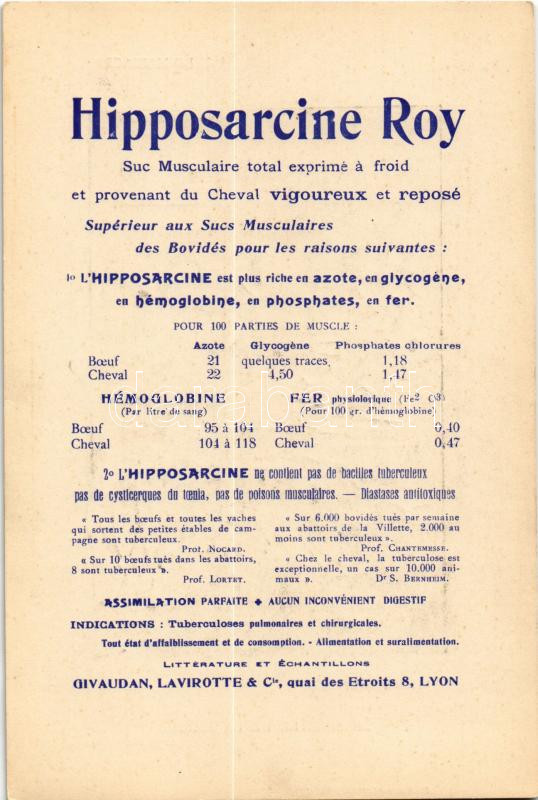 Hipposarcine Roy
Suc Musculaire total exprimé à froid
et provenant du Cheval vigoureux et reposé
Supérieur aux Sucs Musculaires
des Bovidés pour les raisons suivantes :
1o L'HIPPOSARCINE est plus riche en azote, en glycogène,
en hémoglobine, en phosphates, en fer.
POUR 100 PARTIES DE MUSCLE :
Azote Glycogène Phosphates chlorures
Bœuf 21 quelques traces 1,18
Cheval 22 4,50 1,47
HÉMOGLOBINE
(Par litre de sang)
Bœuf 95 à 104
Cheval 104 à 118
FER physiologique (Fe² O³)
(Pour 100 gr. d'hémoglobine)
Bœuf 0,40
Cheval 0,47
2o L'HIPPOSARCINE ne contient pas de bacilles tuberculeux
pas de cysticerques du tœnia, pas de poisons musculaires. — Diastases antitoxiques
« Tous les bœufs et toutes les vaches
qui sortent des petites étables de cam-
pagne sont tuberculeux.
Prof. NOCARD.
« Sur 10 bœufs tués dans les abattoirs,
8 sont tuberculeux ».
Prof. LORTET.
« Sur 6.000 bovidés tués par semaine
aux abattoirs de la Villette, 2.000 au
moins sont tuberculeux ».
Prof. CHANTEMESSE.
« Chez le cheval, la tuberculose est
exceptionnelle, un cas sur 10.000 ani-
maux ».
Dr S. BERNHEIM.
ASSIMILATION PARFAITE ◆ AUCUN INCONVÉNIENT DIGESTIF
INDICATIONS : Tuberculoses pulmonaires et chirurgicales.
Tout état d'affaiblissement et de consomption. - Alimentation et suralimentation.
LITTÉRATURE ET ÉCHANTILLONS
GIVAUDAN, LAVIROTTE & Cie, quai des Etroits 8, LYON
darabanth